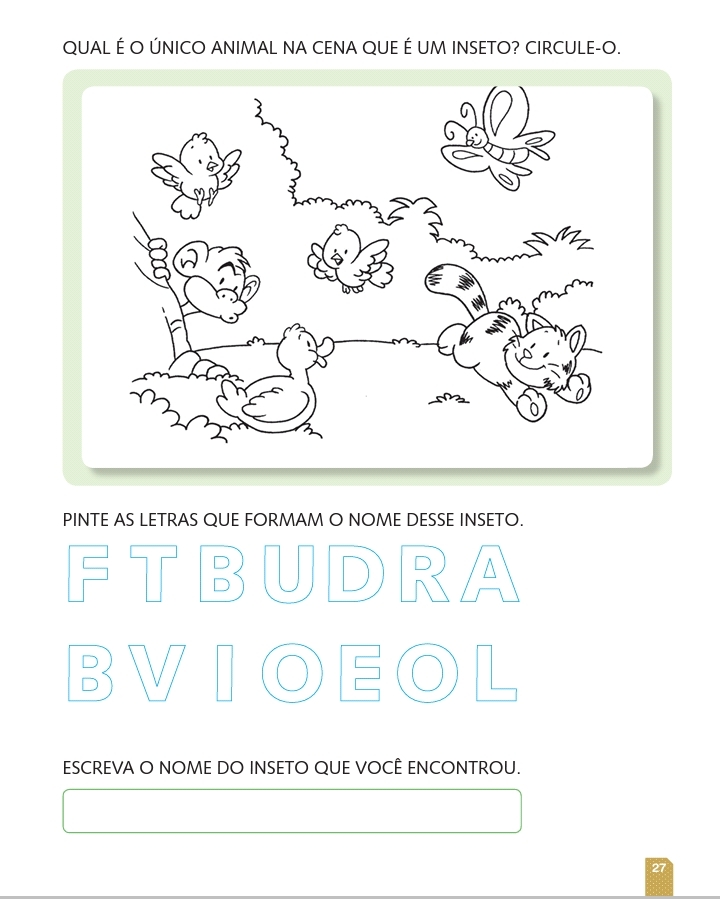 QUAL É O ÚNICO ANIMAL NA CENA QUE É UM INSETO? CIRCULE-O.
PINTE AS LETRAS QUE FORMAM O NOME DESSE INSETO.
F T B U D R A
B V I O E O L
ESCREVA O NOME DO INSETO QUE VOCÊ ENCONTROU.
27